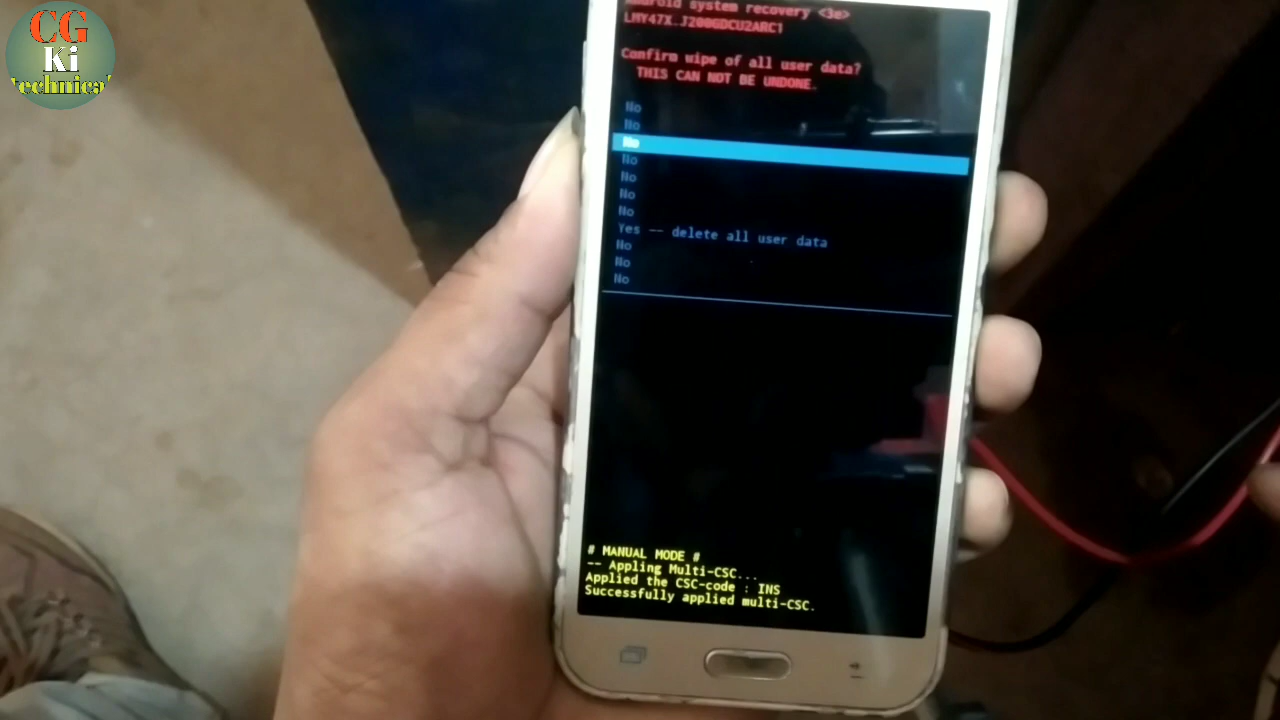 CG
Ki
technical
Android system recovery <3e>
LMY47X.J200GDCU2ARC1
Confirm wipe of all user data?
THIS CAN NOT BE UNDONE.
No
No
No
No
No
No
No
Yes -- delete all user data
No
No
No
# MANUAL MODE #
-- Appling Multi-CSC...
Applied the CSC-code : INS
Successfully applied multi-CSC.